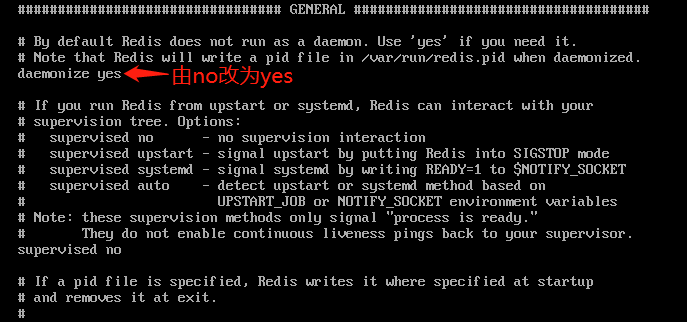 ################################ GENERAL #####################################
# By default Redis does not run as a daemon. Use 'yes' if you need it.
# Note that Redis will write a pid file in /var/run/redis.pid when daemonized.
daemonize yes 由no改为yes
# If you run Redis from upstart or systemd, Redis can interact with your
# supervision tree. Options:
#   supervised no      - no supervision interaction
#   supervised upstart - signal upstart by putting Redis into SIGSTOP mode
#   supervised systemd - signal systemd by writing READY=1 to $NOTIFY_SOCKET
#   supervised auto    - detect upstart or systemd method based on
#                        UPSTART_JOB or NOTIFY_SOCKET environment variables
# Note: these supervision methods only signal "process is ready."
#       They do not enable continuous liveness pings back to your supervisor.
supervised no
# If a pid file is specified, Redis writes it where specified at startup
# and removes it at exit.
#